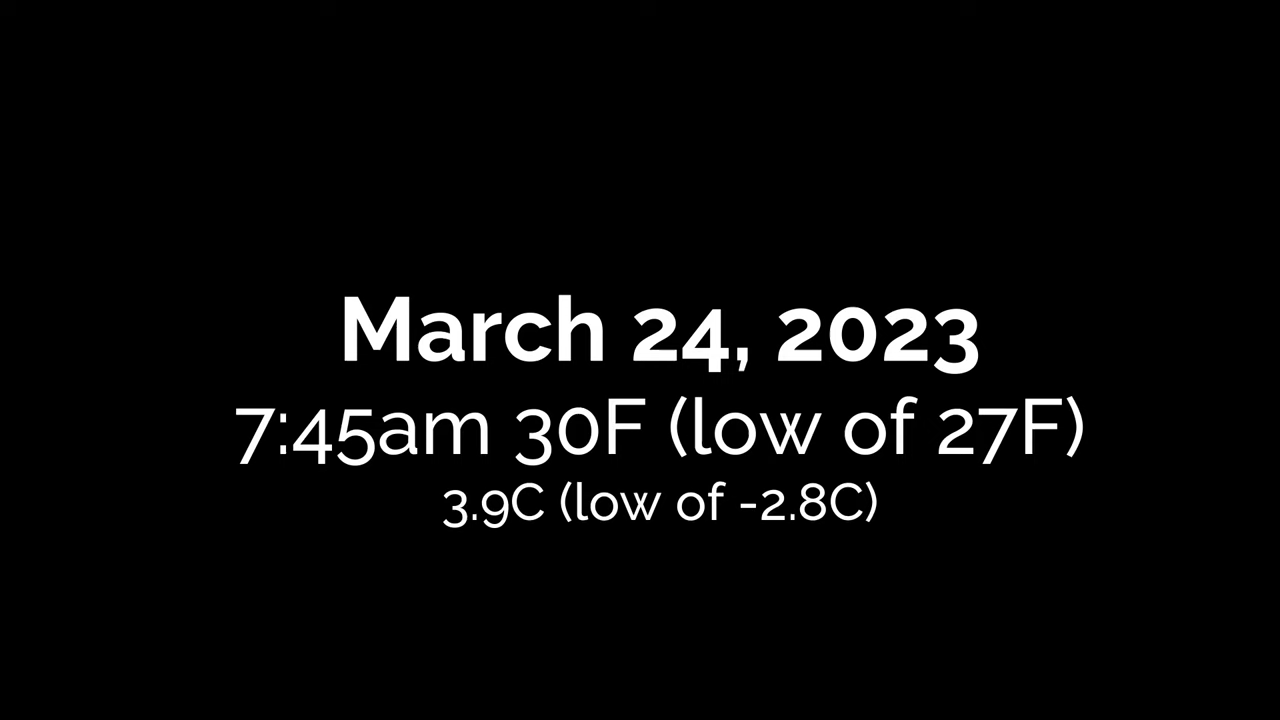 March 24, 2023
7:45am 30F (low of 27F)
3.9C (low of -2.8C)